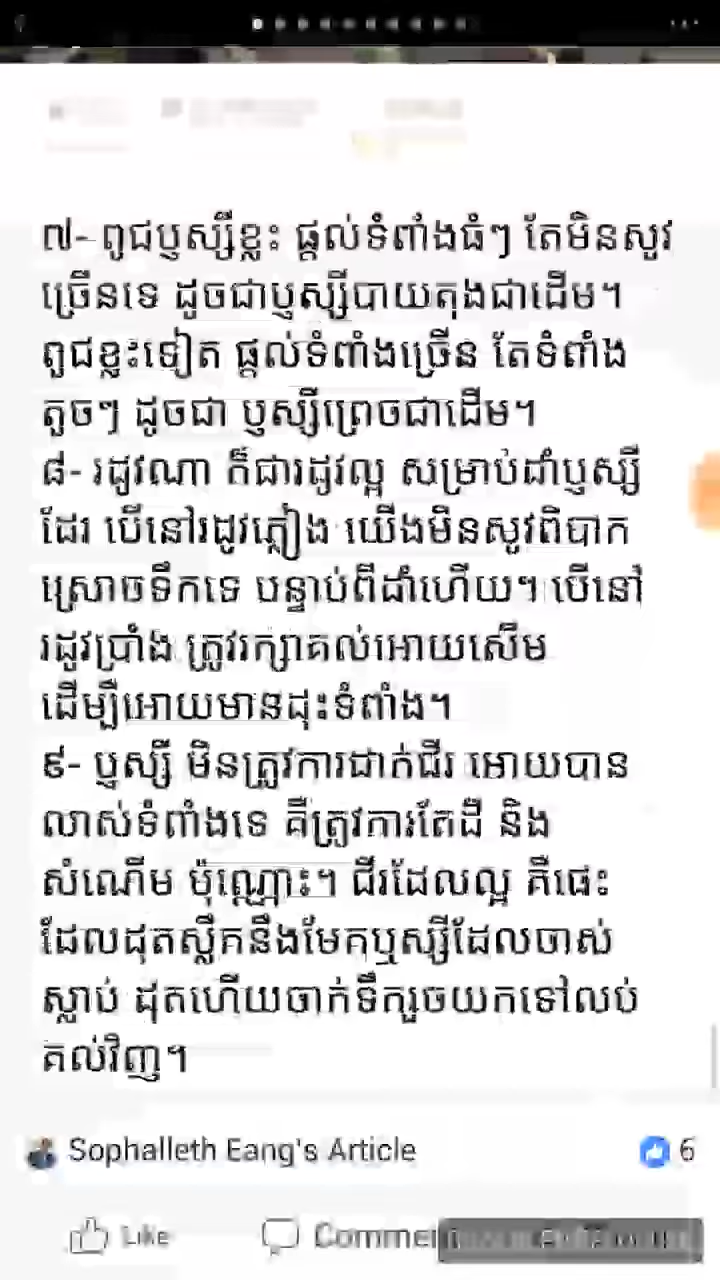 ៧- ពូជឫស្សីខ្លះ ផ្តល់ទំពាំងធំៗ តែមិនសូវ
ច្រើនទេ ដូចជាឫស្សីបាយតុងជាដើម។
ពួជខ្លះទៀត ផ្តល់ទំពាំងច្រើន តែទំពាំង
តួចៗ ដូចជា ឫស្សីព្រេចជាដើម។
៨- រដូវណា ក៏ជារដូវល្អ សម្រាប់ដាំឫស្សី
ដែរ បើនៅរដូវភ្លៀង យើងមិនសូវពិបាក
ស្រោចទឹកទេ បន្ទាប់ពីដាំហើយ។ បើនៅ
រដូវប្រាំង ត្រូវរក្សាគល់អោយសើម
ដើម្បីអោយមានដុះទំពាំង។
៩- ឫស្សី មិនត្រូវការដាក់ជីរ អោយបាន
លាស់ទំពាំងទេ គឺត្រូវការតែដី និង
សំណើម ម៉ុណ្ណោះ។ ជីរដែលល្អ គឺផេះ
ដែលដុតស្លឹកនឹងមែកឬស្សីដែលចាស់
ស្លាប់ ដុតហើយចាក់ទឹករួចយកទៅលប់
គល់វិញ។
Sophalleth Eang's Article
6
Like